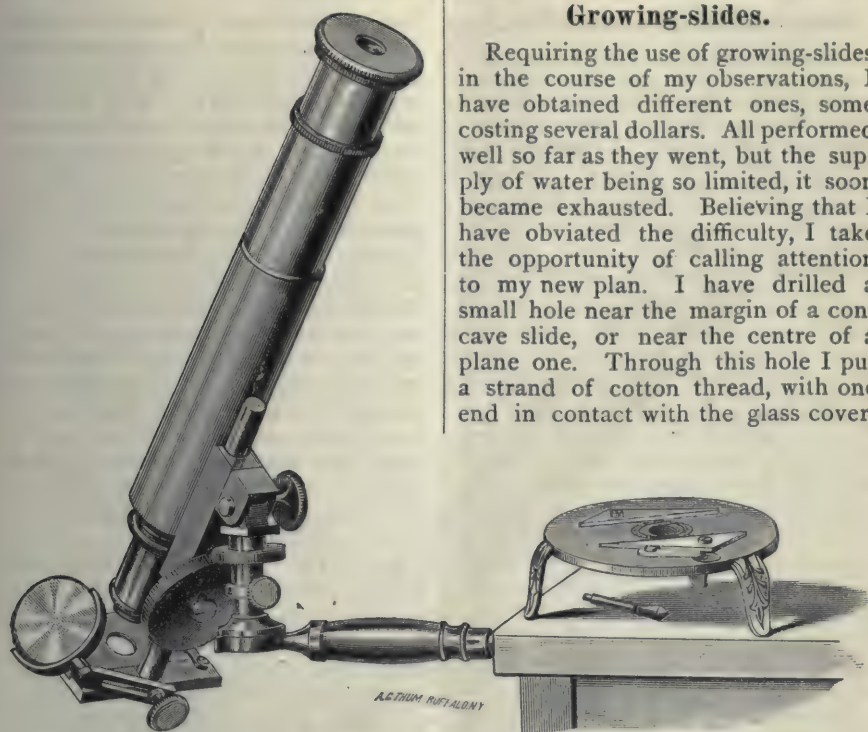 Growing-slides.
Requiring the use of growing-slides
in the course of my observations, I
have obtained different ones, some
costing several dollars. All performed
well so far as they went, but the sup-
ply of water being so limited, it soon
became exhausted. Believing that I
have obviated the difficulty, I take
the opportunity of calling attention
to my new plan. I have drilled a
small hole near the margin of a con-
cave slide, or near the centre of a
plane one. Through this hole I put
a strand of cotton thread, with one
end in contact with the glass cover,
A.G. THUM BUFFALO NY